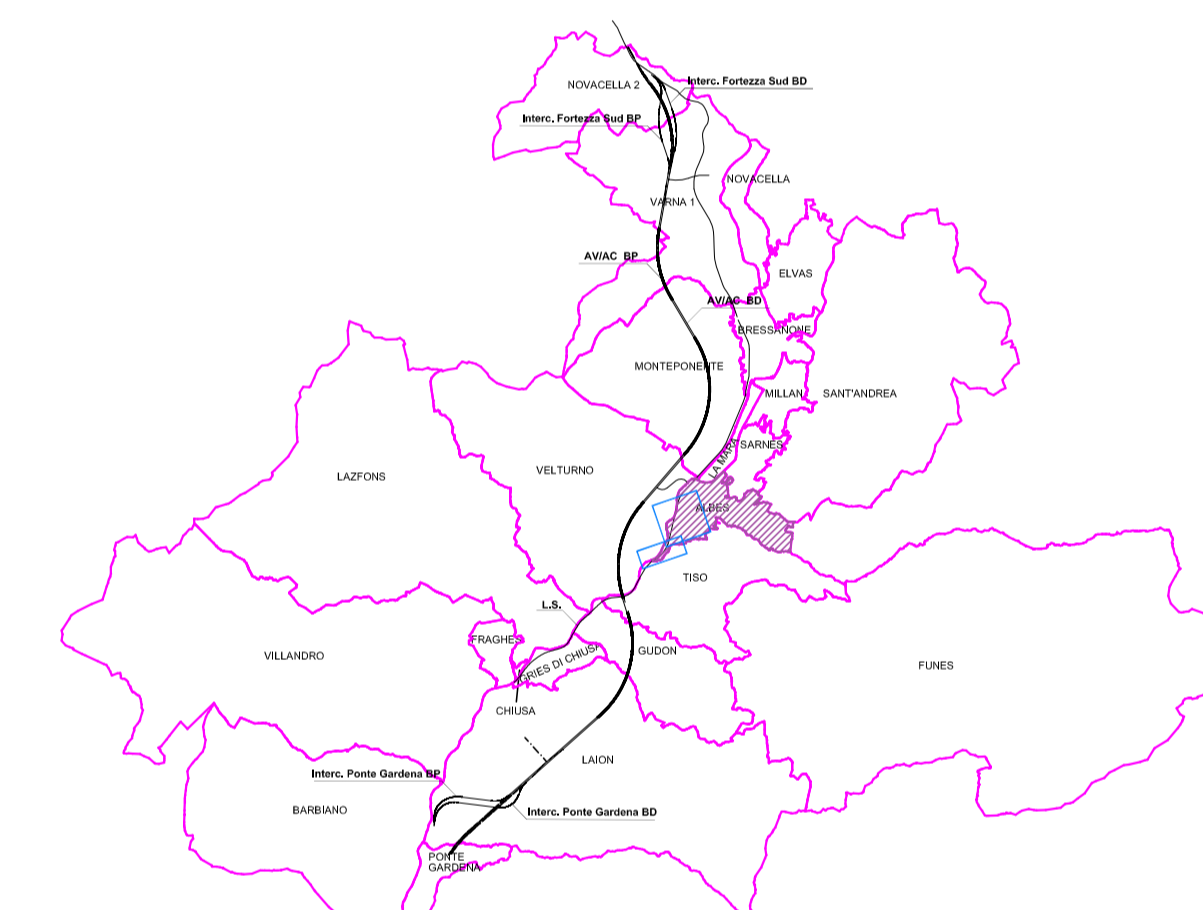 NOVACELLA 2
Interc. Fortezza Sud BD
Interc. Fortezza Sud BP
NOVACELLA
VARNA 1
AV/AC BP
ELVAS
AV/AC BD
BRESSANONE
MONTEPONENTE
MILLAN
SANT'ANDREA
SARNES
LA MARA
VELTURNO
LAZFONS
ALBES
TISO
L.S.
FRAGHES
GRIES DI CHIUSA
GUDON
VILLANDRO
FUNES
CHIUSA
LAION
Interc. Ponte Gardena BP
BARBIANO
Interc. Ponte Gardena BD
PONTE
GARDENA